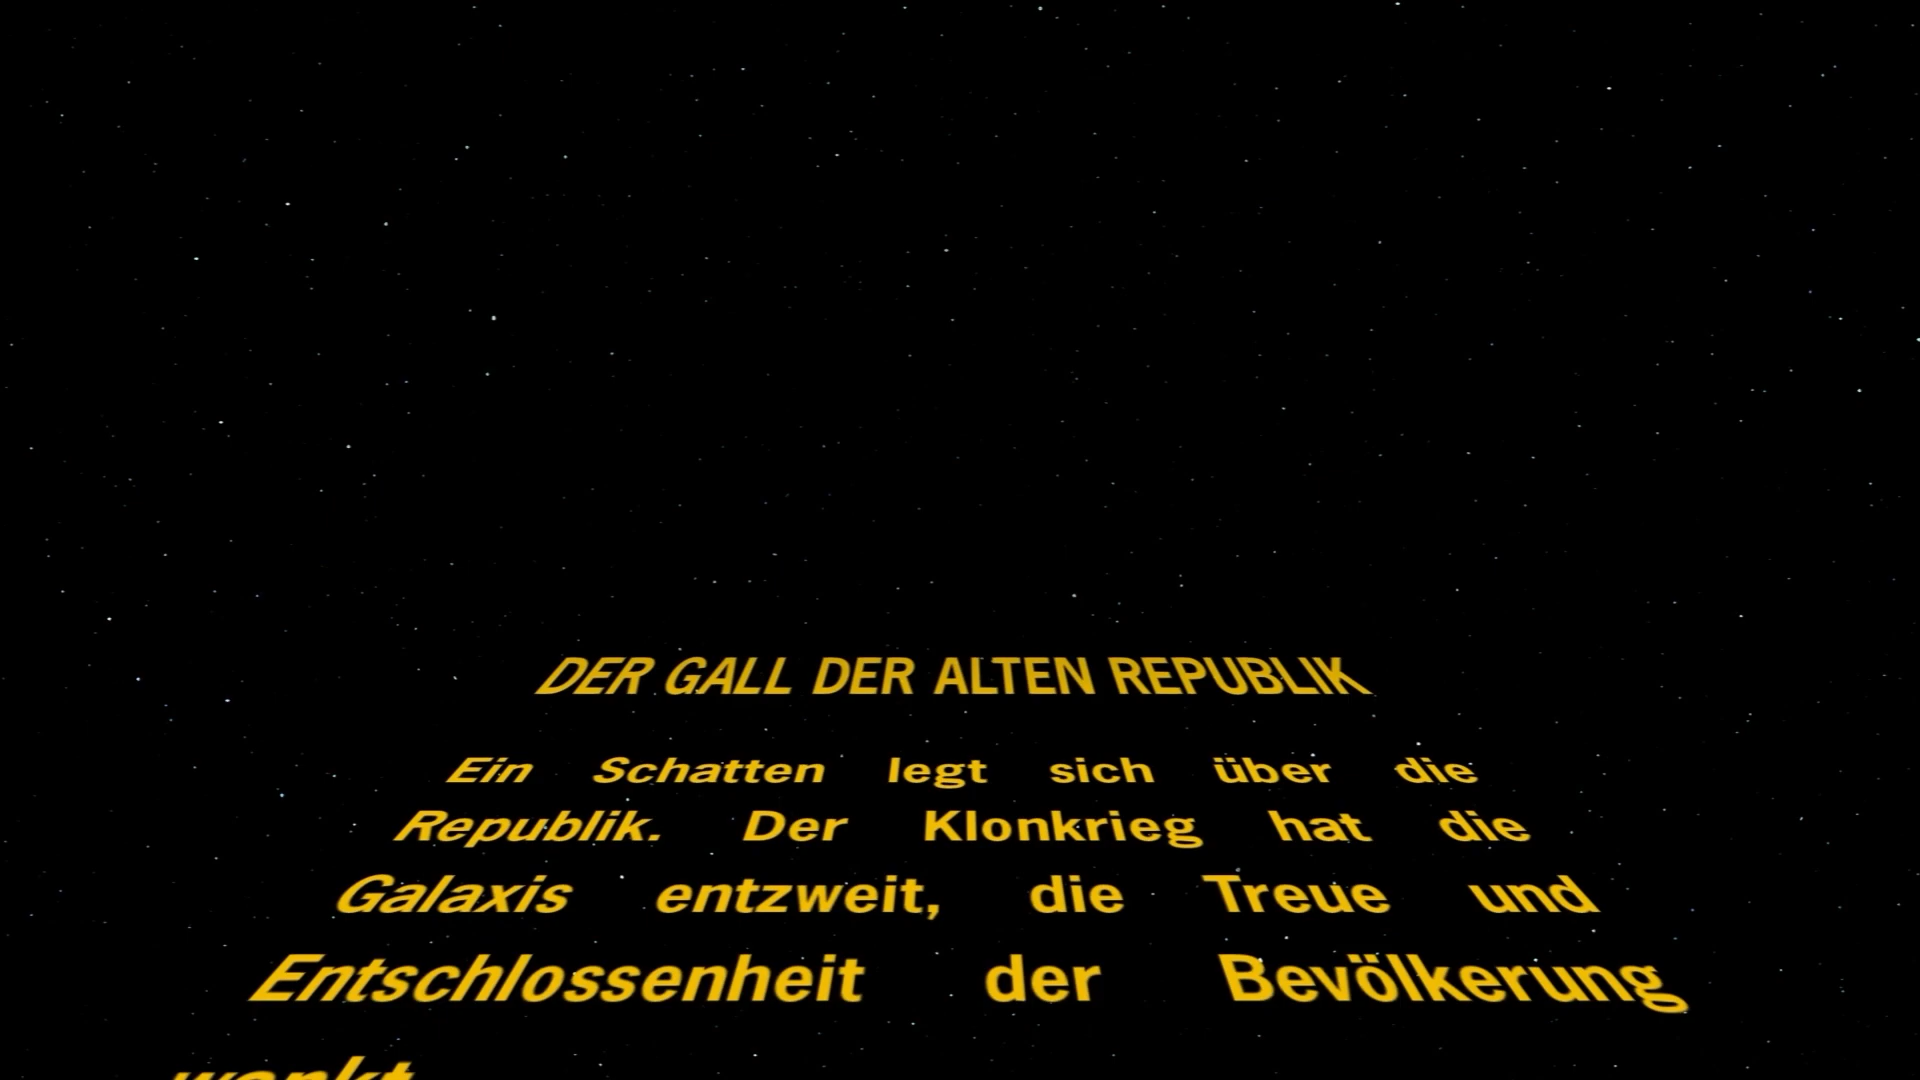 DER GALL DER ALTEN REPUBLIK
Ein Schatten legt sich über die
Republik. Der Klonkrieg hat die
Galaxis entzweit, die Treue und
Entschlossenheit der Bevölkerung
wankt